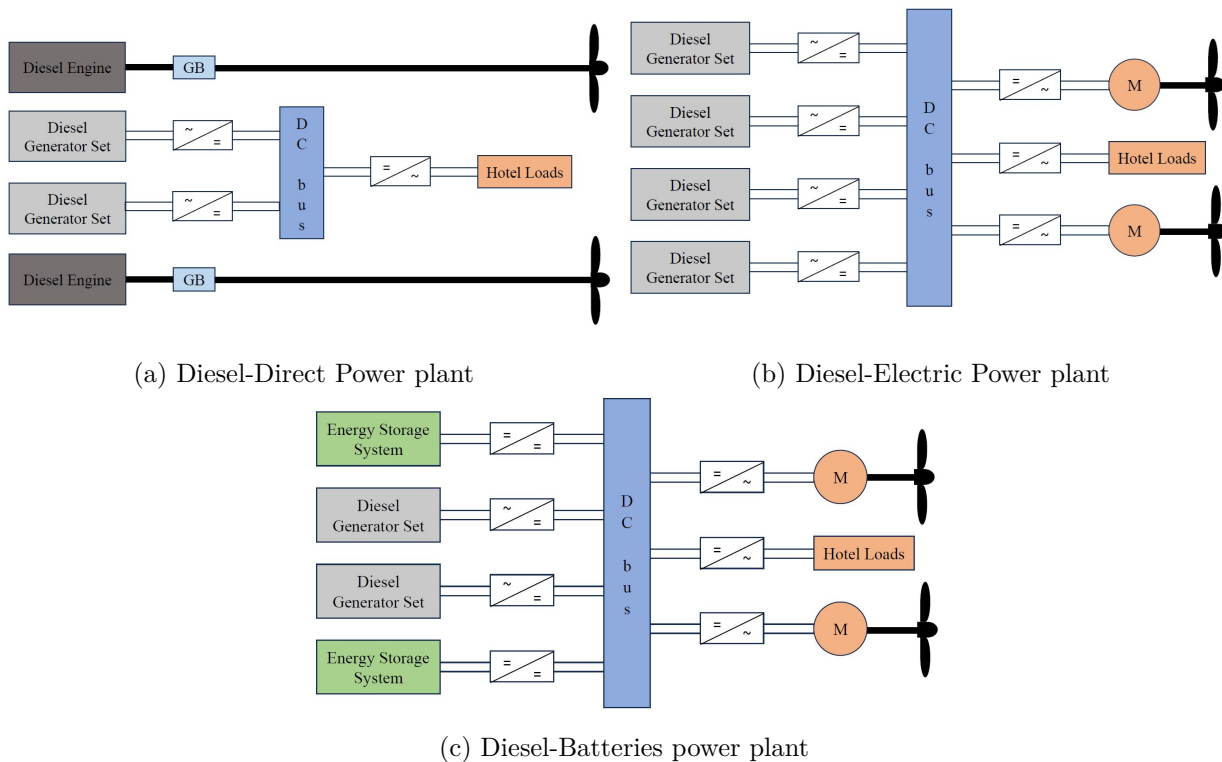 Diesel Engine
GB
Diesel
Generator Set
~
=
D
C
b
u
s
=
~
Hotel Loads
Diesel
Generator Set
~
=
Diesel Engine
GB
(a) Diesel-Direct Power plant
Diesel
Generator Set
~
=
Diesel
Generator Set
~
=
Diesel
Generator Set
~
=
Diesel
Generator Set
~
=
D
C
b
u
s
=
~
M
=
~
Hotel Loads
=
~
M
(b) Diesel-Electric Power plant
Energy Storage
System
=
=
Diesel
Generator Set
~
=
Diesel
Generator Set
~
=
Energy Storage
System
=
=
D
C
b
u
s
=
~
M
=
~
Hotel Loads
=
~
M
(c) Diesel-Batteries power plant